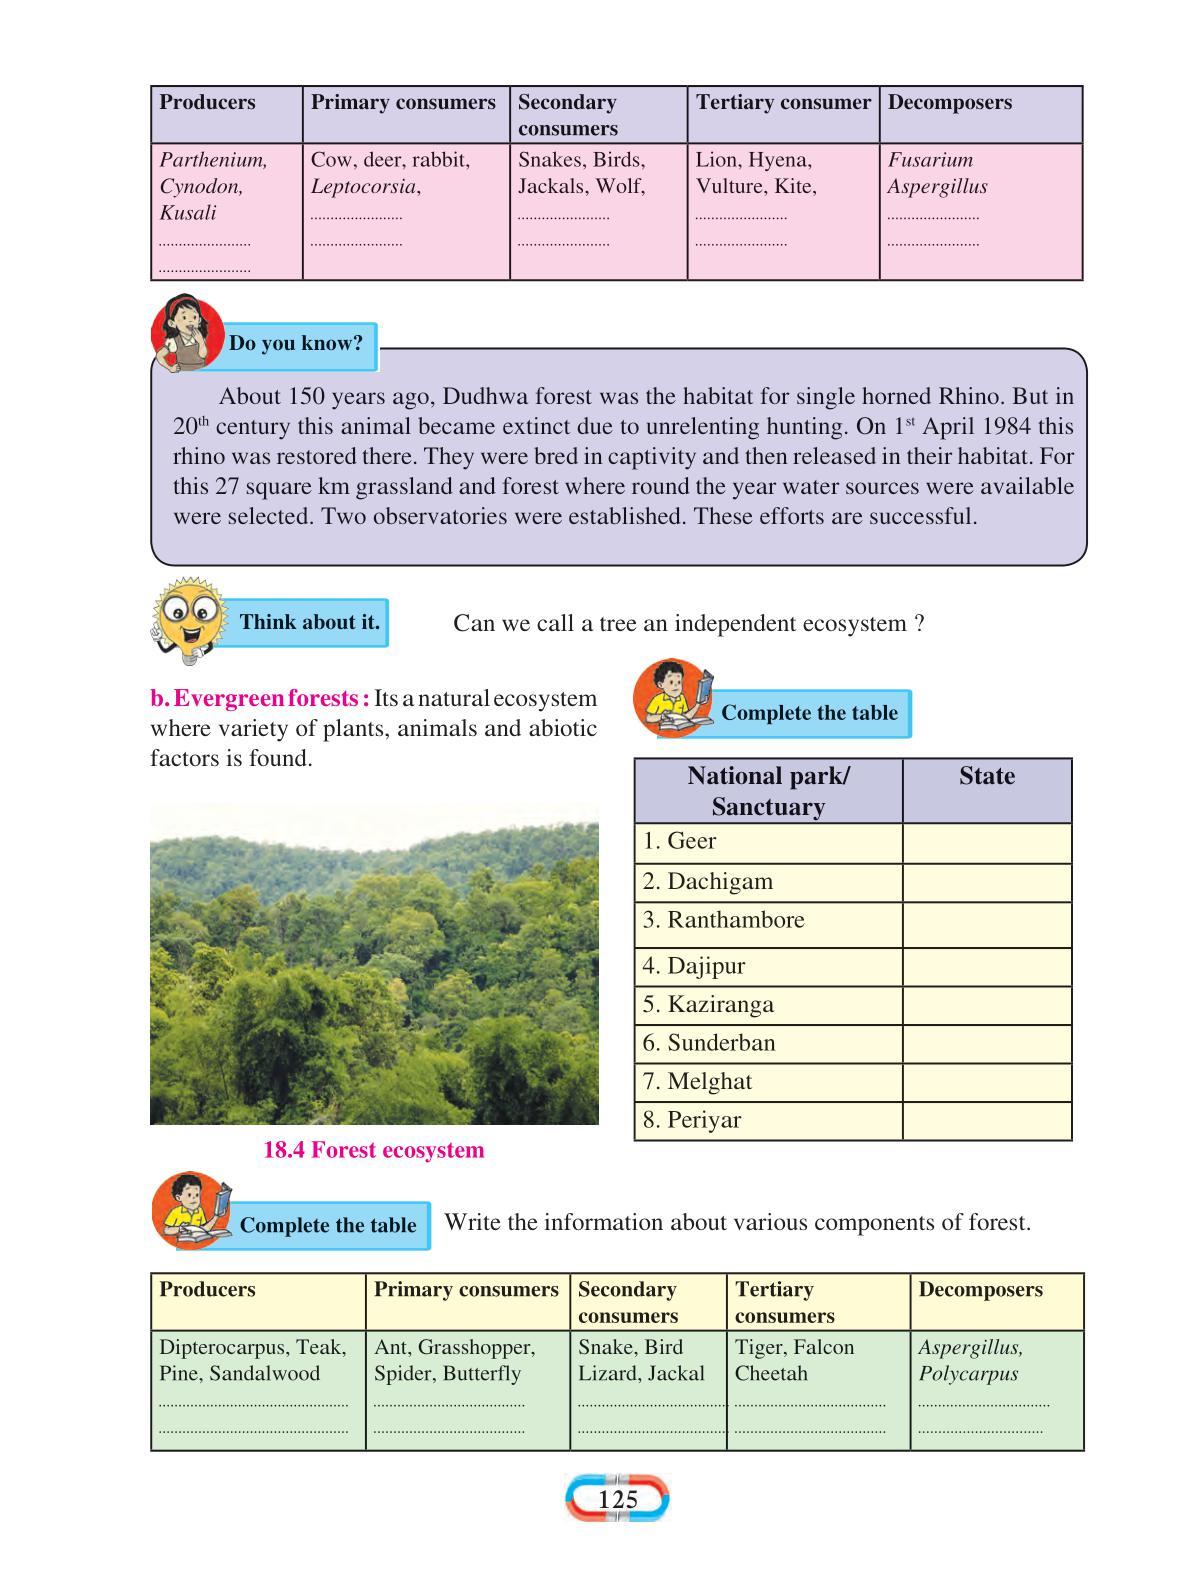 Producers
Primary consumers
Secondary
consumers
Tertiary consumer
Decomposers
Parthenium,
Cynodon,
Kusali
.......................
.......................
Cow, deer, rabbit,
Leptocorsia,
.......................
.......................
Snakes, Birds,
Jackals, Wolf,
.......................
.......................
Lion, Hyena,
Vulture, Kite,
.......................
.......................
Fusarium
Aspergillus
.......................
.......................
Do you know?
About 150 years ago, Dudhwa forest was the habitat for single horned Rhino. But in
20th century this animal became extinct due to unrelenting hunting. On 1st April 1984 this
rhino was restored there. They were bred in captivity and then released in their habitat. For
this 27 square km grassland and forest where round the year water sources were available
were selected. Two observatories were established. These efforts are successful.
Think about it.
Can we call a tree an independent ecosystem ?
b. Evergreen forests : Its a natural ecosystem
where variety of plants, animals and abiotic
factors is found.
18.4 Forest ecosystem
Complete the table
National park/
Sanctuary
State
1. Geer
2. Dachigam
3. Ranthambore
4. Dajipur
5. Kaziranga
6. Sunderban
7. Melghat
8. Periyar
Complete the table
Write the information about various components of forest.
Producers
Primary consumers
Secondary
consumers
Tertiary
consumers
Decomposers
Dipterocarpus, Teak,
Pine, Sandalwood
...............................................
...............................................
Ant, Grasshopper,
Spider, Butterfly
.....................................
.....................................
Snake, Bird
Lizard, Jackal
.....................................
.....................................
Tiger, Falcon
Cheetah
.....................................
.....................................
Aspergillus,
Polycarpus
................................
...............................
125